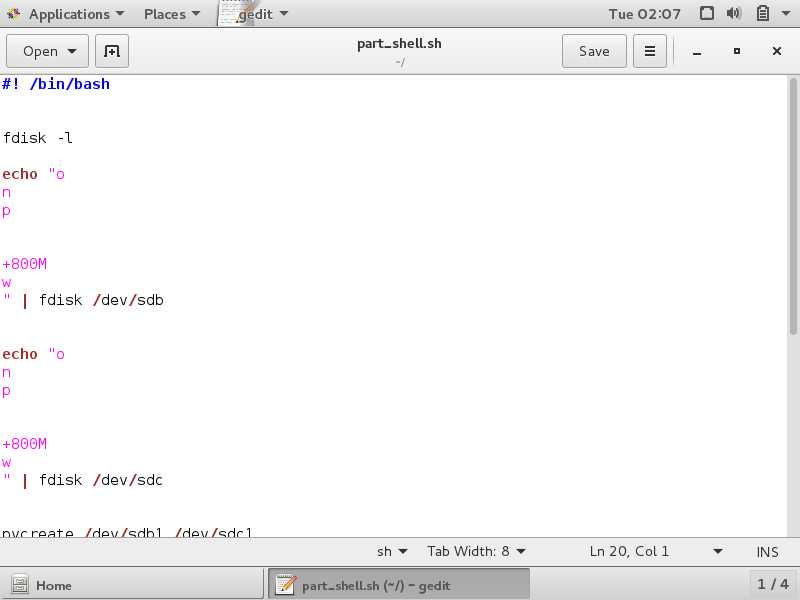 Applications Places gedit Tue 02:07
Open part_shell.sh Save
~/
#! /bin/bash
fdisk -l
echo "o
n
p
+800M
w
" | fdisk /dev/sdb
echo "o
n
p
+800M
w
" | fdisk /dev/sdc
pvcreate /dev/sdb1 /dev/sdc1
sh Tab Width: 8 Ln 20, Col 1 INS
Home part_shell.sh (~/) - gedit 1 / 4